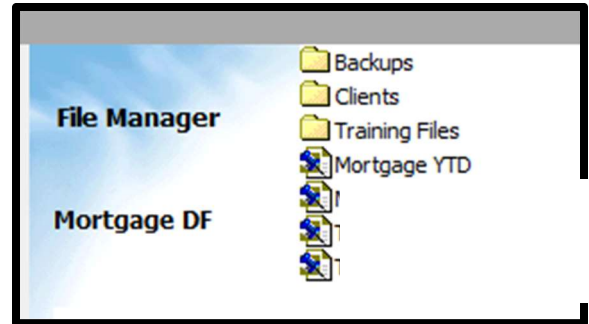 File Manager
Mortgage DF
Backups
Clients
Training Files
Mortgage YTD